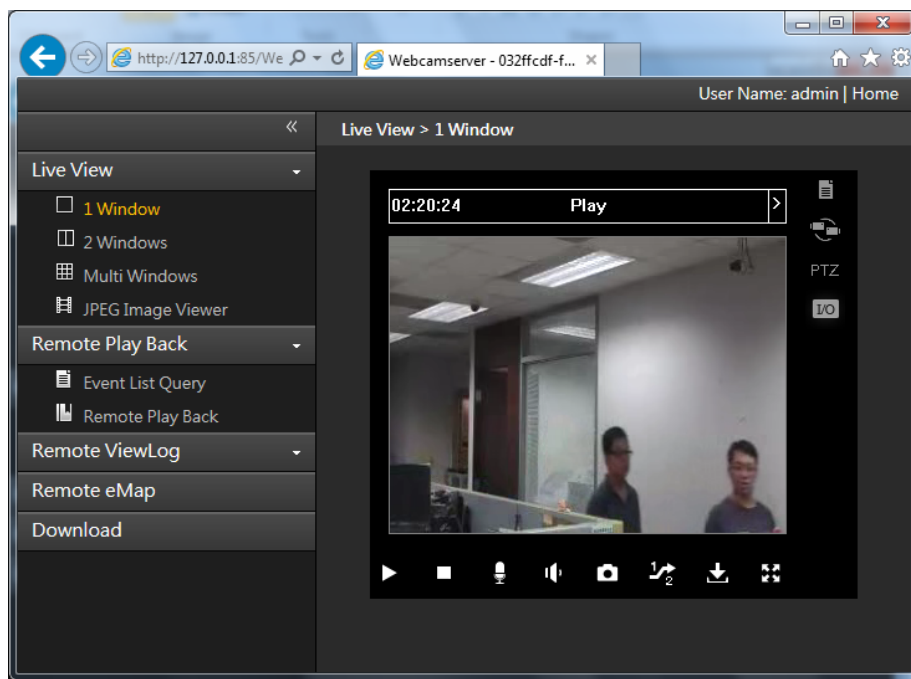 http://127.0.0.1:85/We
Webcamserver - 032ffcdf-f...
User Name: admin | Home
Live View > 1 Window
Live View
1 Window
2 Windows
Multi Windows
JPEG Image Viewer
Remote Play Back
Event List Query
Remote Play Back
Remote ViewLog
Remote eMap
Download
02:20:24 Play >
PTZ
I/O
1 2